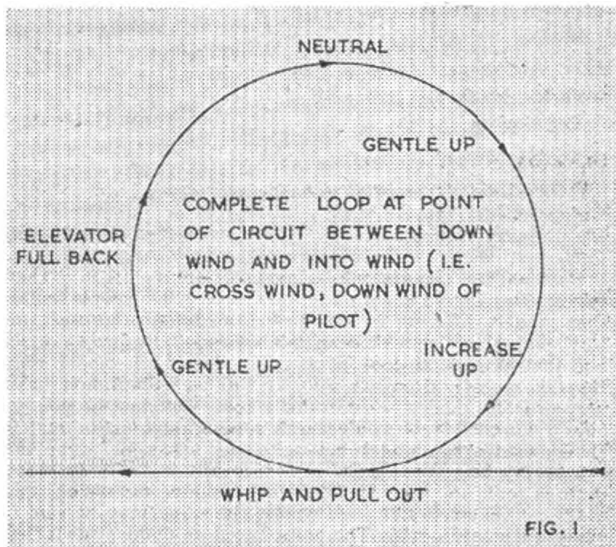 NEUTRAL
GENTLE UP
ELEVATOR
FULL BACK
COMPLETE LOOP AT POINT
OF CIRCUIT BETWEEN DOWN
WIND AND INTO WIND (I.E.
CROSS WIND, DOWN WIND OF
PILOT)
GENTLE UP
INCREASE
UP
WHIP AND PULL OUT
FIG. 1